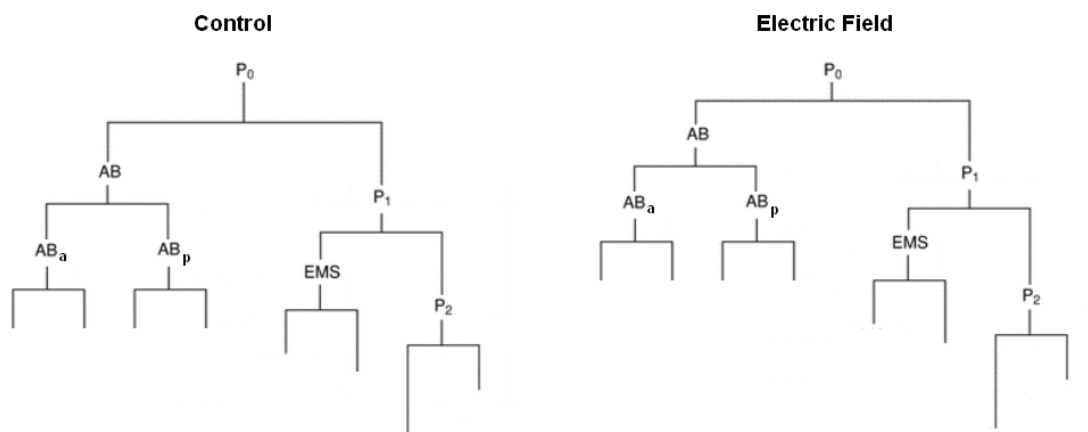 Control
P₀
AB
P₁
ABₐ
ABₚ
EMS
P₂
Electric Field
P₀
AB
P₁
ABₐ
ABₚ
EMS
P₂